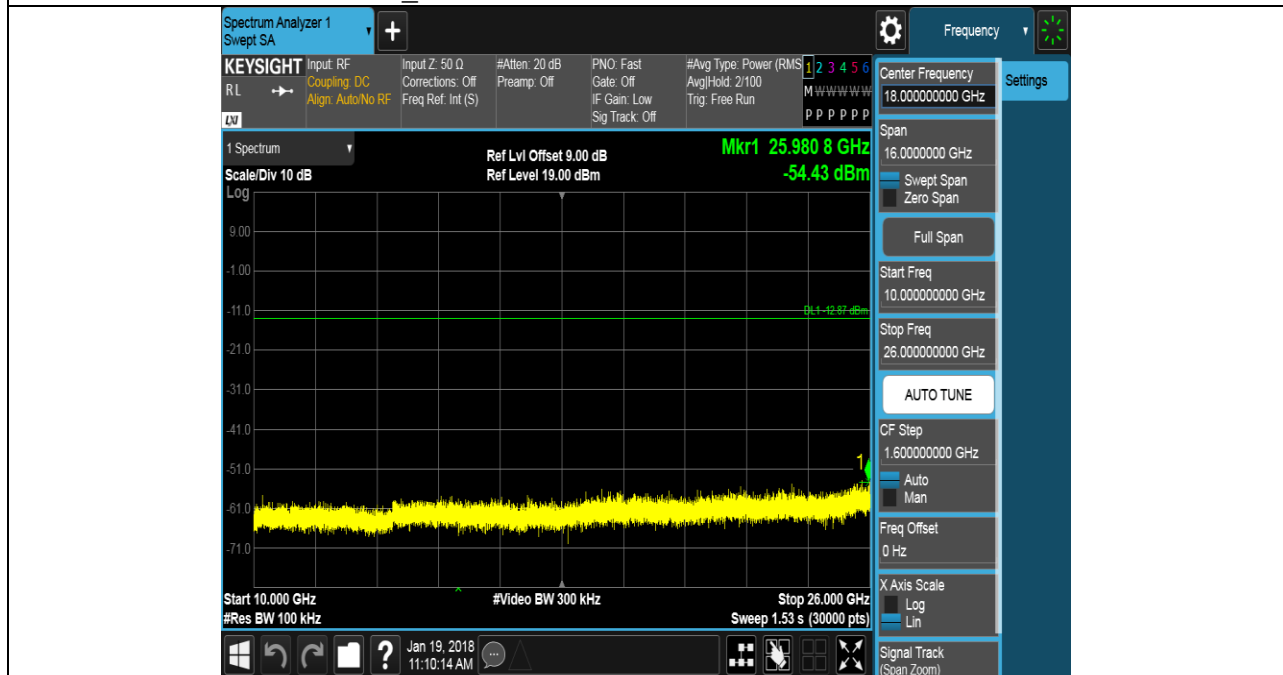 Spectrum Analyzer 1
Swept SA
+
Frequency
KEYSIGHT
RL
LXI
Input: RF
Coupling: DC
Align: Auto/No RF
Input Z: 50 Ω
Corrections: Off
Freq Ref: Int (S)
#Atten: 20 dB
Preamp: Off
PNO: Fast
Gate: Off
IF Gain: Low
Sig Track: Off
#Avg Type: Power (RMS
Avg|Hold: 2/100
Trig: Free Run
1 2 3 4 5 6
M W W W W W
P P P P P P
1 Spectrum
Scale/Div 10 dB
Log
Ref Lvl Offset 9.00 dB
Ref Level 19.00 dBm
Mkr1 25.980 8 GHz
-54.43 dBm
9.00
-1.00
-11.0
DL1 -12.87 dBm
-21.0
-31.0
-41.0
-51.0
1
-61.0
-71.0
Start 10.000 GHz
#Res BW 100 kHz
#Video BW 300 kHz
Stop 26.000 GHz
Sweep 1.53 s (30000 pts)
?
Jan 19, 2018
11:10:14 AM
Center Frequency
18.000000000 GHz
Span
16.0000000 GHz
Swept Span
Zero Span
Full Span
Start Freq
10.000000000 GHz
Stop Freq
26.000000000 GHz
AUTO TUNE
CF Step
1.600000000 GHz
Auto
Man
Freq Offset
0 Hz
X Axis Scale
Log
Lin
Signal Track
(Span Zoom)
Settings